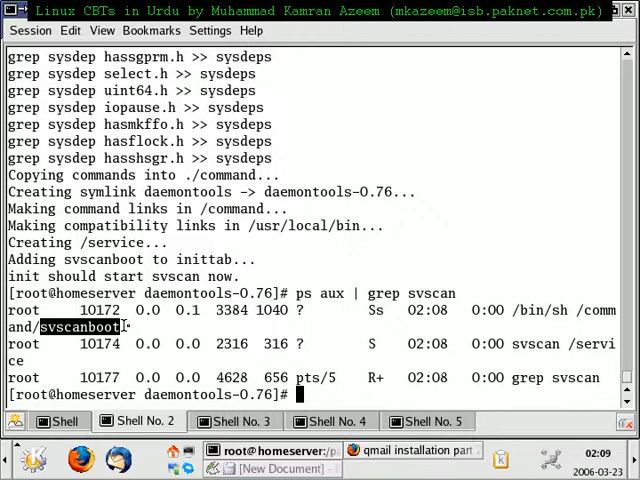 Linux CBTs in Urdu by Muhammad Kamran Azeem (mkazeem@isb.paknet.com.pk)
Session Edit View Bookmarks Settings Help
grep sysdep hassgprm.h >> sysdeps
grep sysdep select.h >> sysdeps
grep sysdep uint64.h >> sysdeps
grep sysdep iopause.h >> sysdeps
grep sysdep hasmkffo.h >> sysdeps
grep sysdep hasflock.h >> sysdeps
grep sysdep hasshsgr.h >> sysdeps
Copying commands into ./command...
Creating symlink daemontools -> daemontools-0.76...
Making command links in /command...
Making compatibility links in /usr/local/bin...
Creating /service...
Adding svscanboot to inittab...
init should start svscan now.
[root@homeserver daemontools-0.76]# ps aux | grep svscan
root 10172 0.0 0.1 3384 1040 ? Ss 02:08 0:00 /bin/sh /comm
and/svscanboot
root 10174 0.0 0.0 2316 316 ? S 02:08 0:00 svscan /servi
ce
root 10177 0.0 0.0 4628 656 pts/5 R+ 02:08 0:00 grep svscan
[root@homeserver daemontools-0.76]#
Shell Shell No. 2 Shell No. 3 Shell No. 4 Shell No. 5
root@homeserver:/pa qmail installation part 2 02:09
[New Document] 2006-03-23